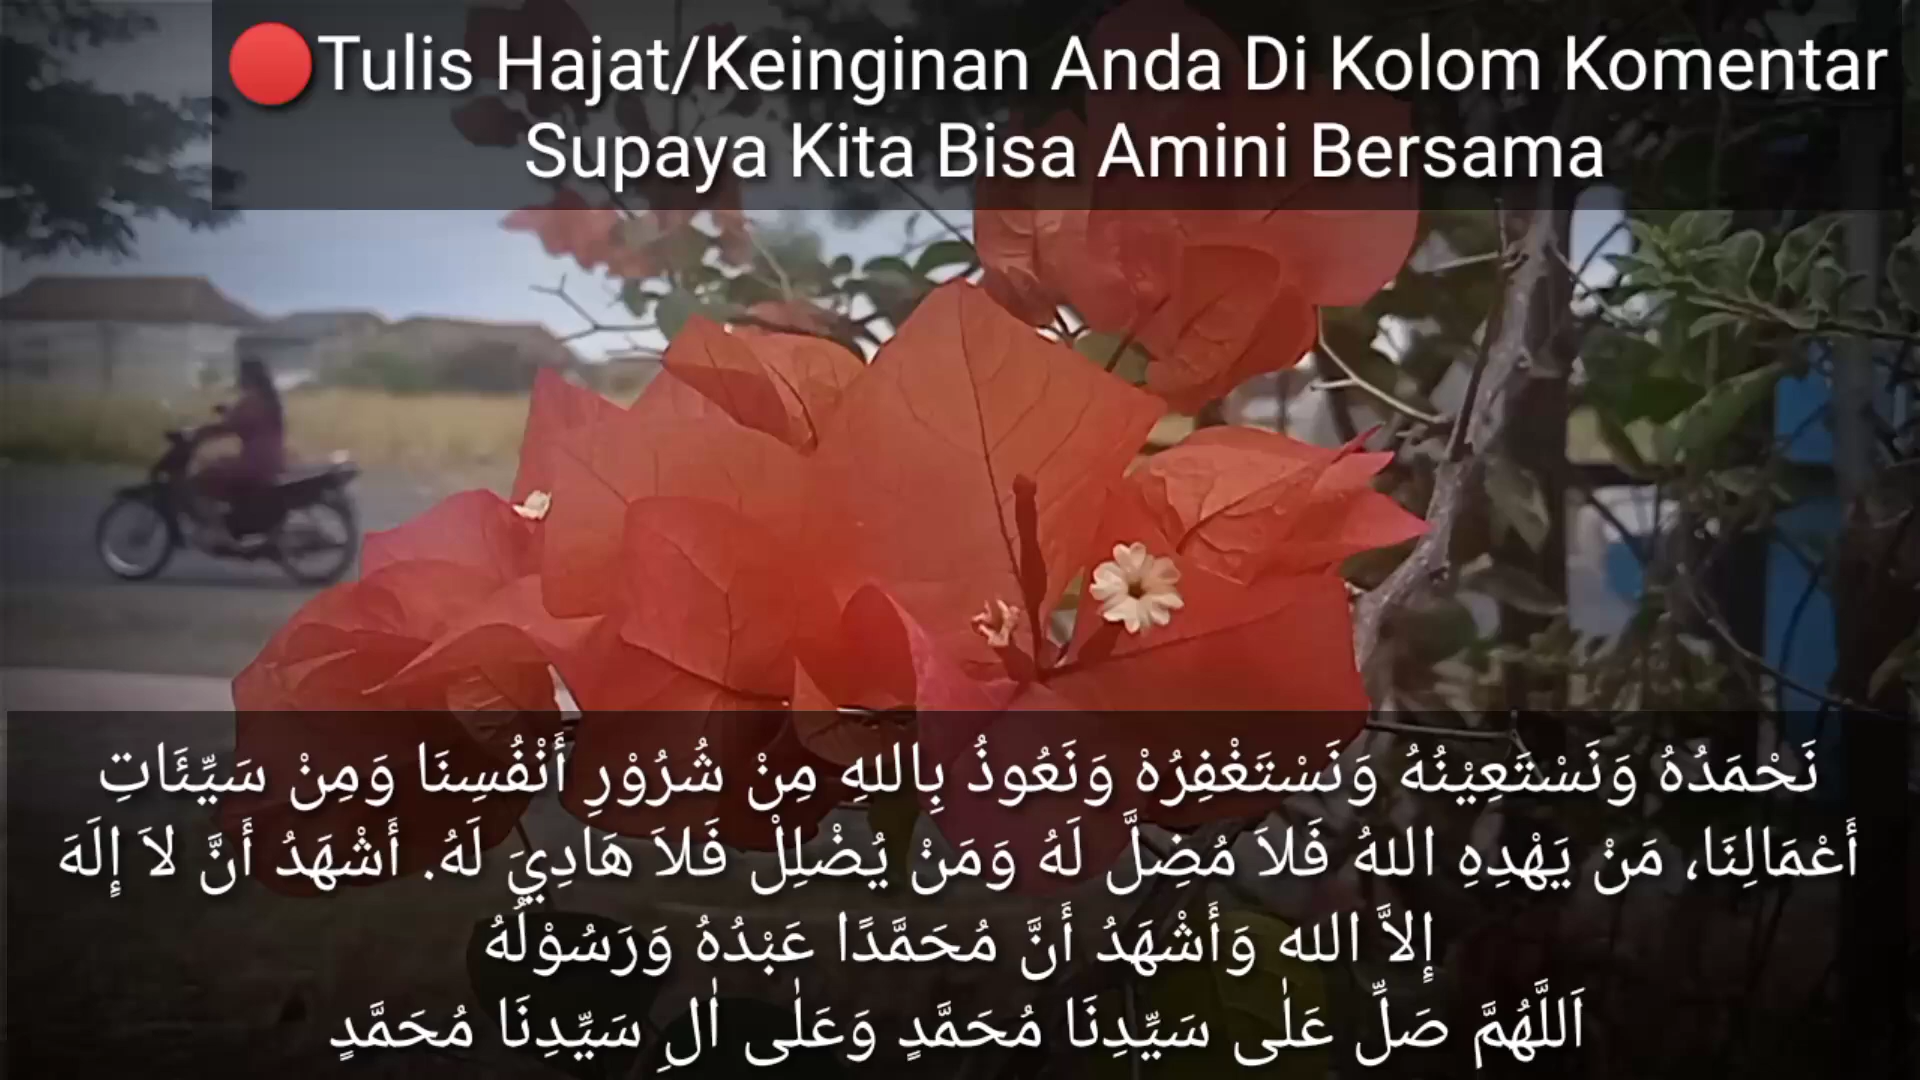 🔴Tulis Hajat/Keinginan Anda Di Kolom Komentar
Supaya Kita Bisa Amini Bersama
نَحْمَدُهُ وَنَسْتَعِيْنُهُ وَنَسْتَغْفِرُهْ وَنَعُوذُ بِاللهِ مِنْ شُرُوْرِ أَنْفُسِنَا وَمِنْ سَيِّئَاتِ
أَعْمَالِنَا، مَنْ يَهْدِهِ اللهُ فَلاَ مُضِلَّ لَهُ وَمَنْ يُضْلِلْ فَلاَ هَادِيَ لَهُ. أَشْهَدُ أَنَّ لاَ إِلَهَ
إِلاَّ الله وَأَشْهَدُ أَنَّ مُحَمَّدًا عَبْدُهُ وَرَسُوْلُهُ
اَللَّهُمَّ صَلِّ عَلٰى سَيِّدِنَا مُحَمَّدٍ وَعَلٰى اٰلِ سَيِّدِنَا مُحَمَّدٍ